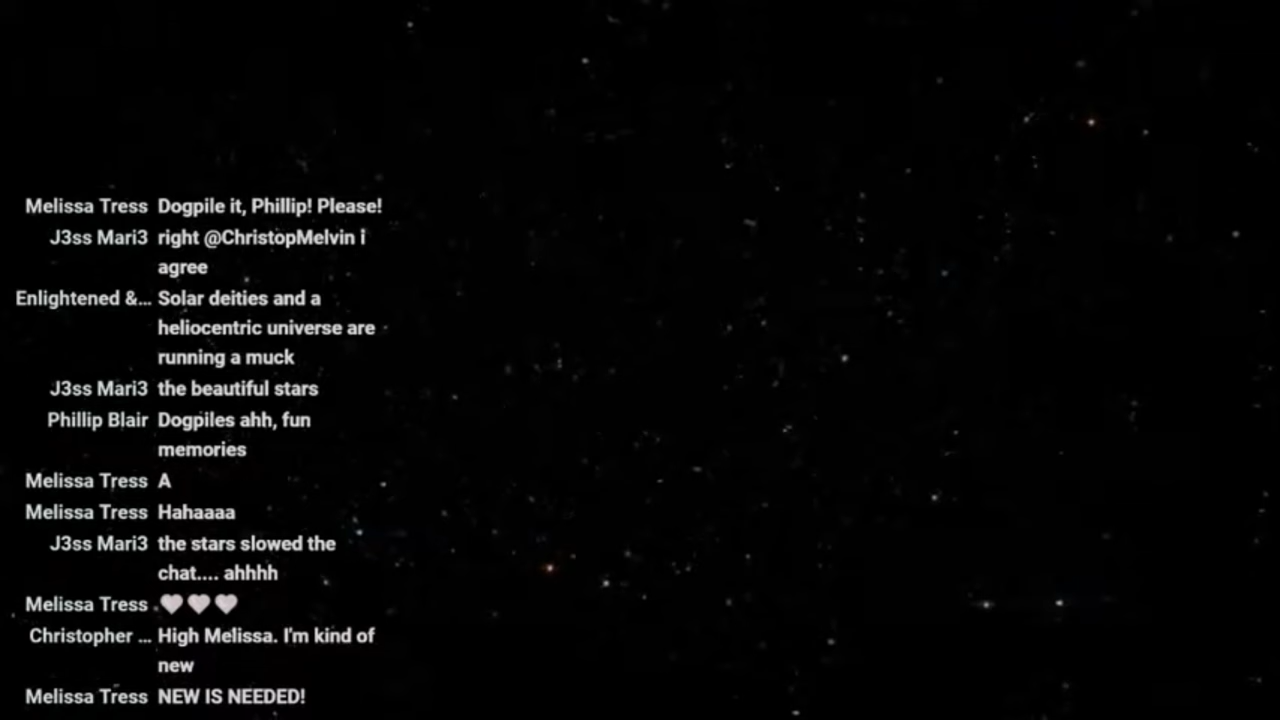 Melissa Tress Dogpile it, Phillip! Please!
J3ss Mari3 right @ChristopMelvin i
agree
Enlightened &... Solar deities and a
heliocentric universe are
running a muck
J3ss Mari3 the beautiful stars
Phillip Blair Dogpiles ahh, fun
memories
Melissa Tress A
Melissa Tress Hahaaaa
J3ss Mari3 the stars slowed the
chat.... ahhhh
Melissa Tress 🤍🤍🤍
Christopher ... High Melissa. I'm kind of
new
Melissa Tress NEW IS NEEDED!